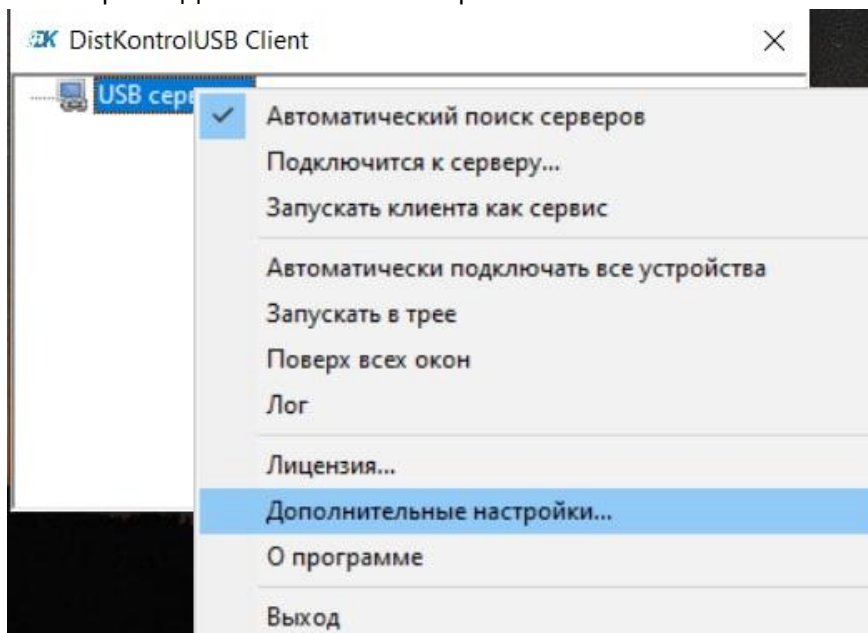 DistKontrolUSB Client
USB серв
Автоматический поиск серверов
Подключится к серверу...
Запускать клиента как сервис
Автоматически подключать все устройства
Запускать в трее
Поверх всех окон
Лог
Лицензия...
Дополнительные настройки...
О программе
Выход